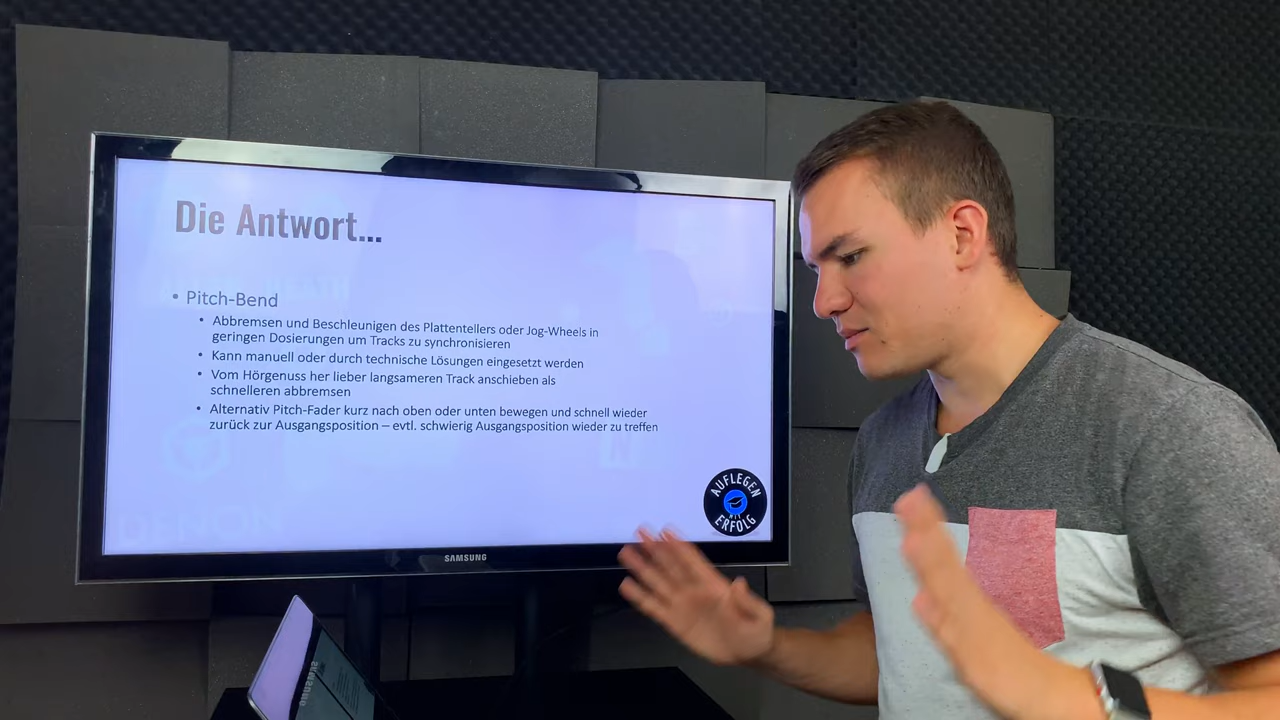 Die Antwort...
• Pitch-Bend
• Abbremsen und Beschleunigen des Plattentellers oder Jog-Wheels in
geringen Dosierungen um Tracks zu synchronisieren
• Kann manuell oder durch technische Lösungen eingesetzt werden
• Vom Hörgenuss her lieber langsameren Track anschieben als
schnelleren abbremsen
• Alternativ Pitch-Fader kurz nach oben oder unten bewegen und schnell wieder
zurück zur Ausgangsposition – evtl. schwierig Ausgangsposition wieder zu treffen
AUFLEGEN
MIT
ERFOLG
SAMSUNG
SAMSUNG